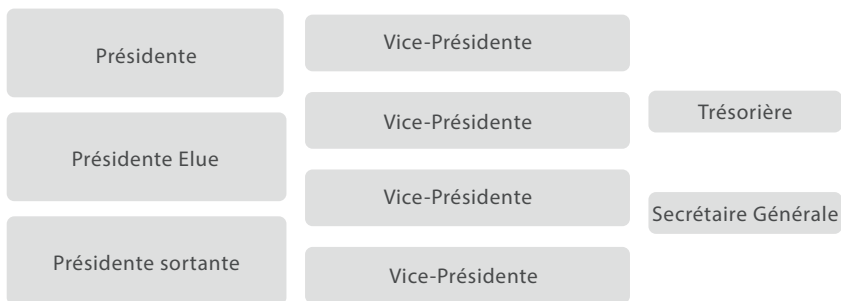 Présidente
Présidente Elue
Présidente sortante
Vice-Présidente
Vice-Présidente
Vice-Présidente
Vice-Présidente
Trésorière
Secrétaire Générale